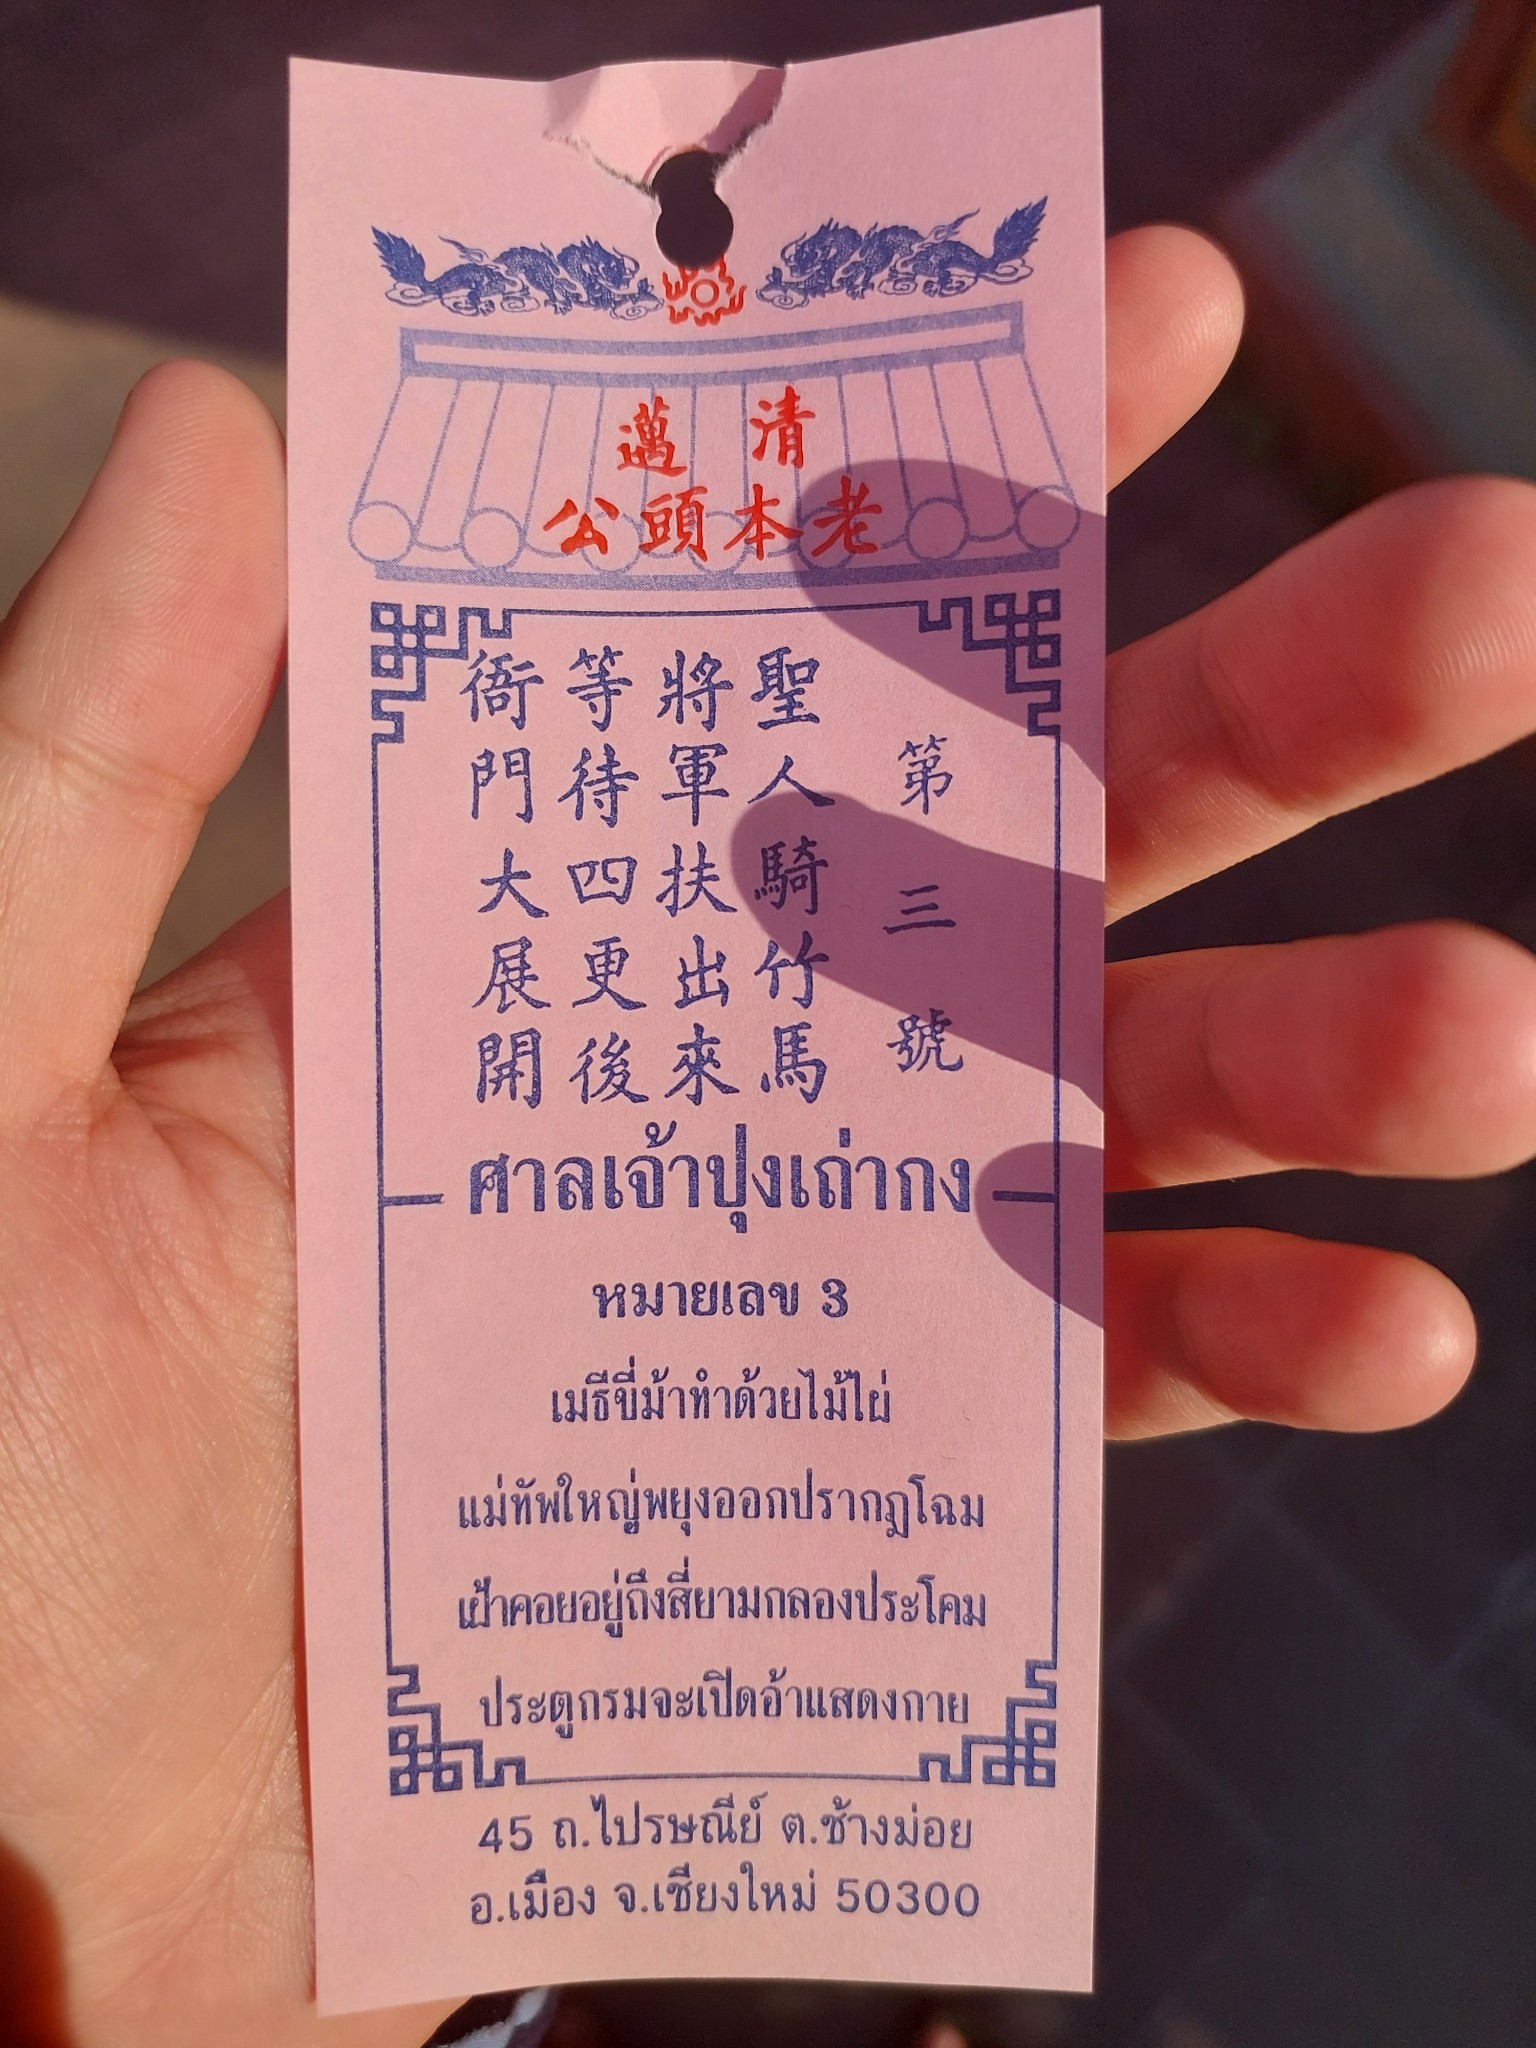 清邁
老本頭公
第三號
聖人騎竹馬
將軍扶出來
等待四更後
衙門大展開
ศาลเจ้าปุงเถ่ากง
หมายเลข 3
เมธีขี่ม้าทำด้วยไม้ไผ่
แม่ทัพใหญ่พยุงออกปรากฏโฉม
เฝ้าคอยอยู่ถึงสี่ยามกลองประโคม
ประตูกรมจะเปิดอ้าแสดงกาย
45 ถ.ไปรษณีย์ ต.ช้างม่อย
อ.เมือง จ.เชียงใหม่ 50300